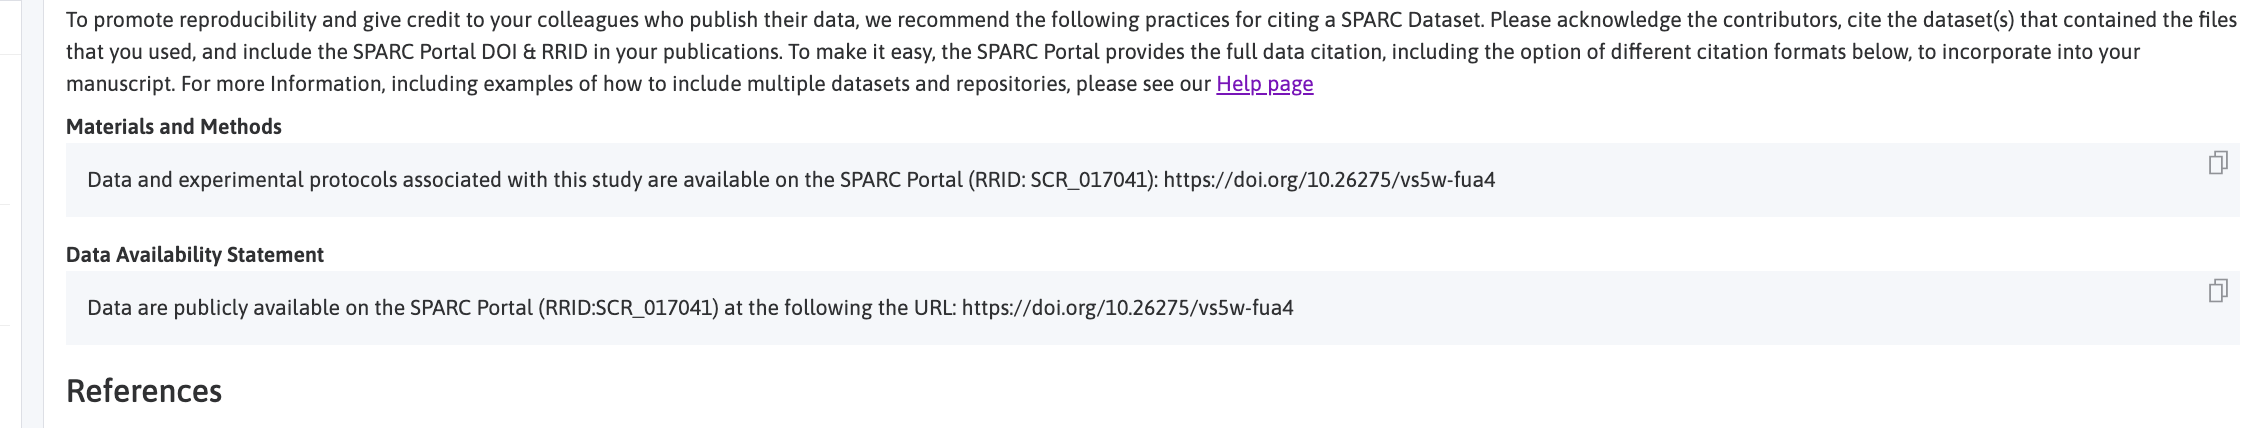 To promote reproducibility and give credit to your colleagues who publish their data, we recommend the following practices for citing a SPARC Dataset. Please acknowledge the contributors, cite the dataset(s) that contained the files
that you used, and include the SPARC Portal DOI & RRID in your publications. To make it easy, the SPARC Portal provides the full data citation, including the option of different citation formats below, to incorporate into your
manuscript. For more Information, including examples of how to include multiple datasets and repositories, please see our Help page
Materials and Methods
Data and experimental protocols associated with this study are available on the SPARC Portal (RRID: SCR_017041): https://doi.org/10.26275/vs5w-fua4
Data Availability Statement
Data are publicly available on the SPARC Portal (RRID:SCR_017041) at the following the URL: https://doi.org/10.26275/vs5w-fua4
References